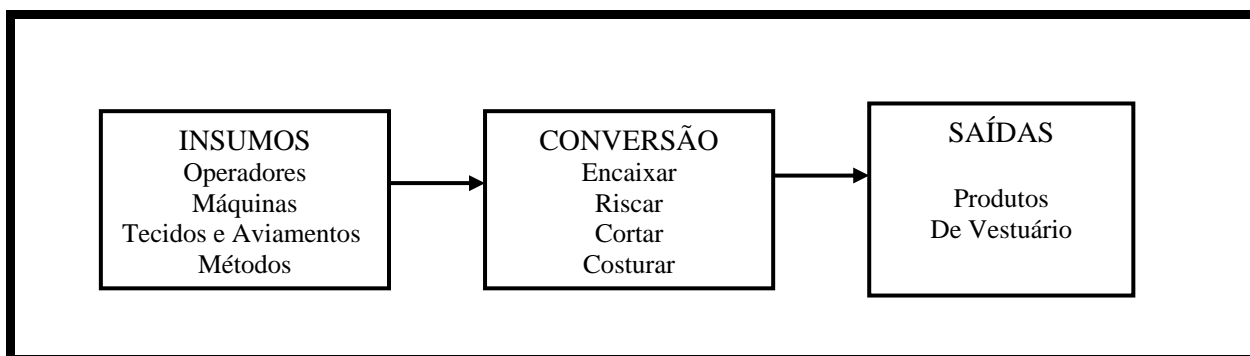 INSUMOS
Operadores
Máquinas
Tecidos e Aviamentos
Métodos
CONVERSÃO
Encaixar
Riscar
Cortar
Costurar
SAÍDAS
Produtos
De Vestuário